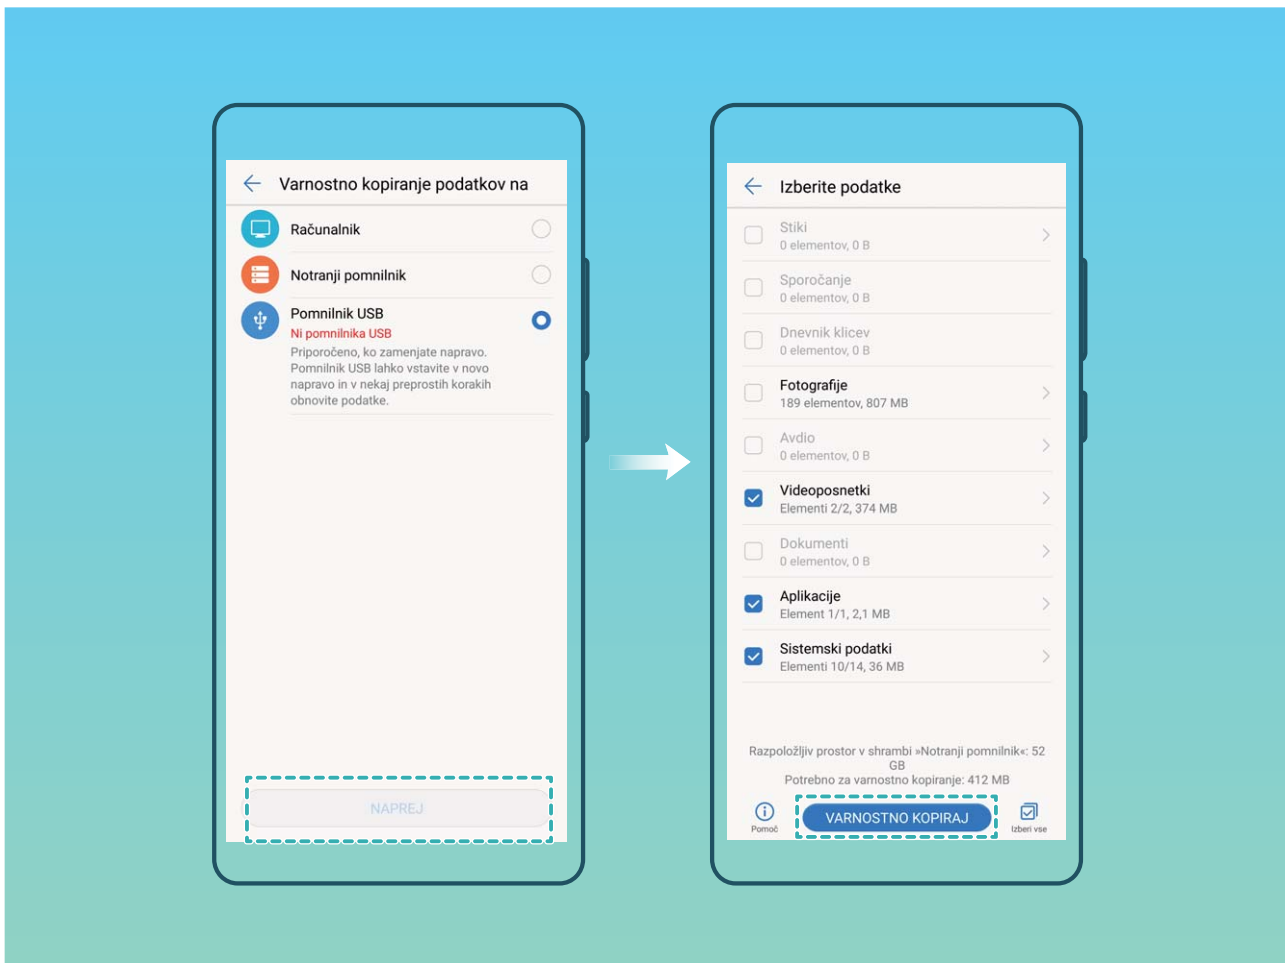 Varnostno kopiranje podatkov na
Računalnik
Notranji pomnilnik
Pomnilnik USB
Ni pomnilnika USB
Priporočeno, ko zamenjate napravo.
Pomnilnik USB lahko vstavite v novo
napravo in v nekaj preprostih korakih
obnovite podatke.
NAPREJ
Izberite podatke
Stiki
0 elementov, 0 B
Sporočanje
0 elementov, 0 B
Dnevnik klicev
0 elementov, 0 B
Fotografije
189 elementov, 807 MB
Avdio
0 elementov, 0 B
Videoposnetki
Elementi 2/2, 374 MB
Dokumenti
0 elementov, 0 B
Aplikacije
Element 1/1, 2,1 MB
Sistemski podatki
Elementi 10/14, 36 MB
Razpoložljiv prostor v shrambi »Notranji pomnilnik«: 52
GB
Potrebno za varnostno kopiranje: 412 MB
Pomoč
VARNOSTNO KOPIRAJ
Izberi vse